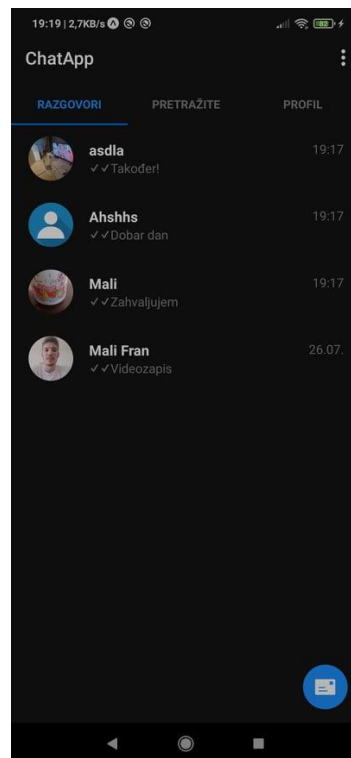 19:19 | 2,7KB/s 82
ChatApp
RAZGOVORI PRETRAŽITE PROFIL
asdla 19:17
✓✓Također!
Ahshhs 19:17
✓✓Dobar dan
Mali 19:17
✓✓Zahvaljujem
Mali Fran 26.07.
✓✓Videozapis